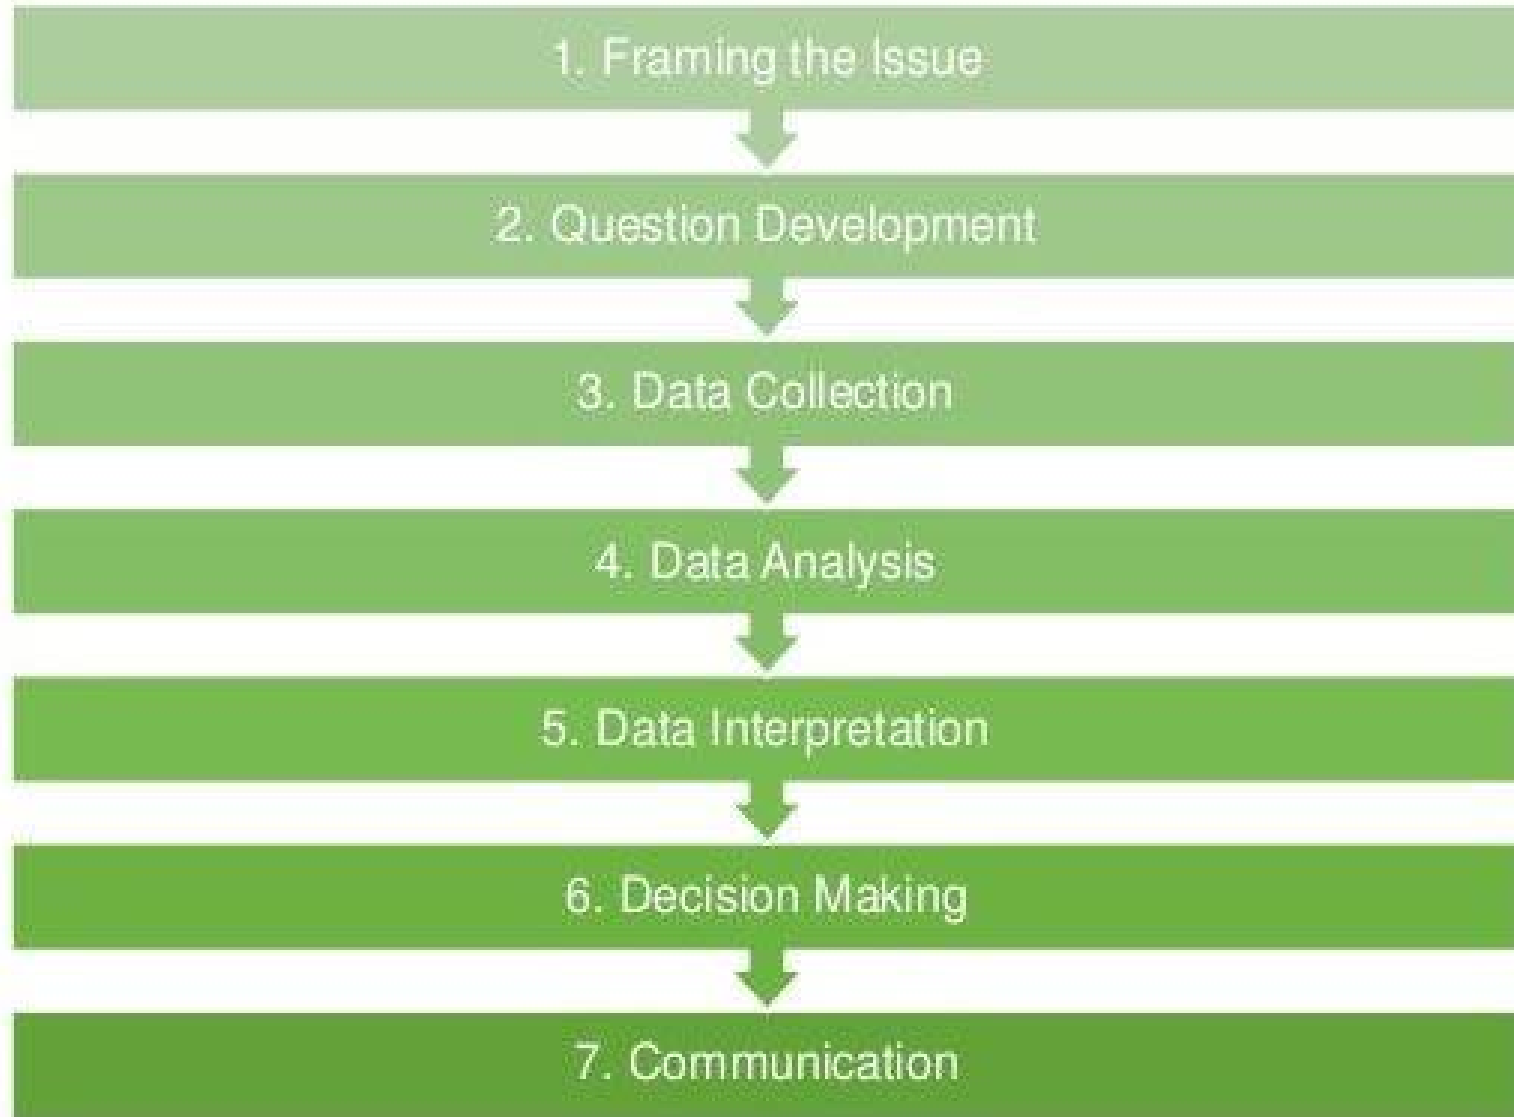 1. Framing the Issue
2. Question Development
3. Data Collection
4. Data Analysis
5. Data Interpretation
6. Decision Making
7. Communication